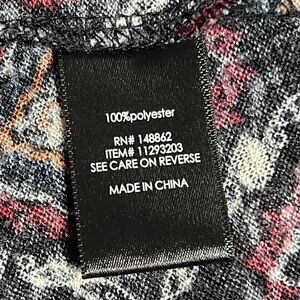 100%polyester
RN# 148862
ITEM# 11293203
SEE CARE ON REVERSE
MADE IN CHINA